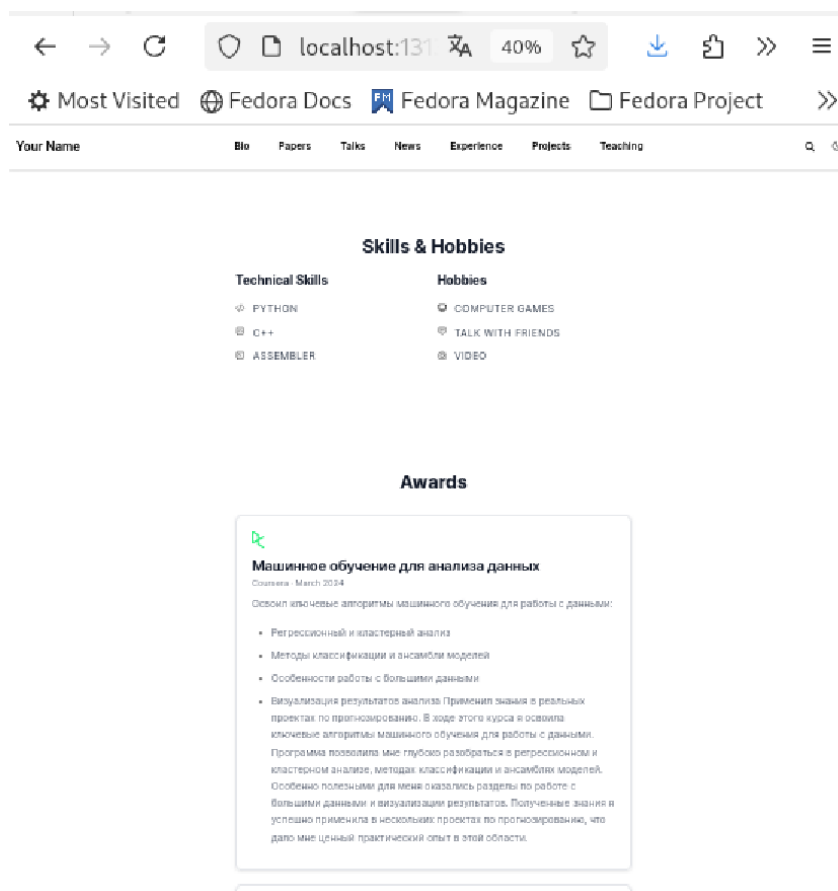 localhost:131 40%
Most Visited Fedora Docs Fedora Magazine Fedora Project
Your Name Bio Papers Talks News Experience Projects Teaching
Skills & Hobbies
Technical Skills Hobbies
PYTHON COMPUTER GAMES
C++ TALK WITH FRIENDS
ASSEMBLER VIDEO
Awards
Машинное обучение для анализа данных
Coursera · March 2024
Освоил ключевые алгоритмы машинного обучения для работы с данными:
• Регрессионный и кластерный анализ
• Методы классификации и ансамбли моделей
• Особенности работы с большими данными
• Визуализация результатов анализа Применил знания в реальных
проектах по прогнозированию. В ходе этого курса я освоила
ключевые алгоритмы машинного обучения для работы с данными.
Программа позволила мне глубоко разобраться в регрессионном и
кластерном анализе, методах классификации и ансамблях моделей.
Особенно полезными для меня оказались разделы по работе с
большими данными и визуализации результатов. Полученные знания я
успешно применила в нескольких проектах по прогнозированию, что
дало мне ценный практический опыт в этой области.